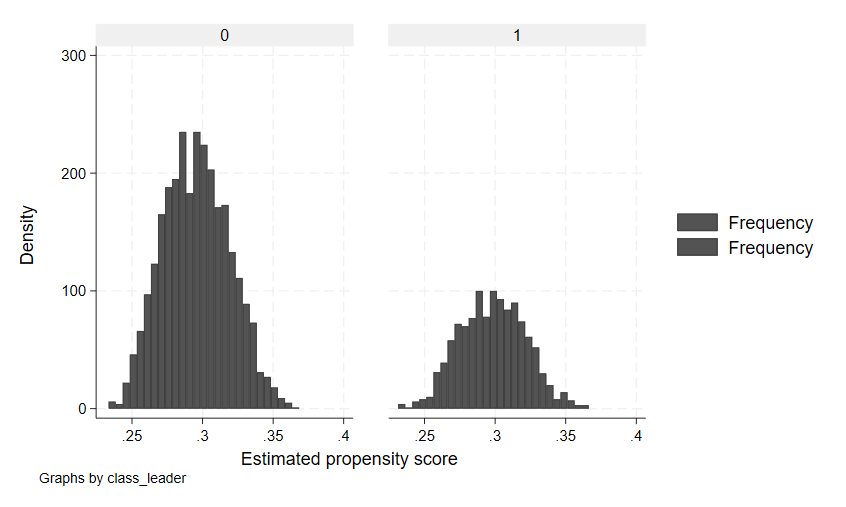 0 1
300
200
100
0
Density
.25 .3 .35 .4 .25 .3 .35 .4
Estimated propensity score
Graphs by class_leader
Frequency
Frequency